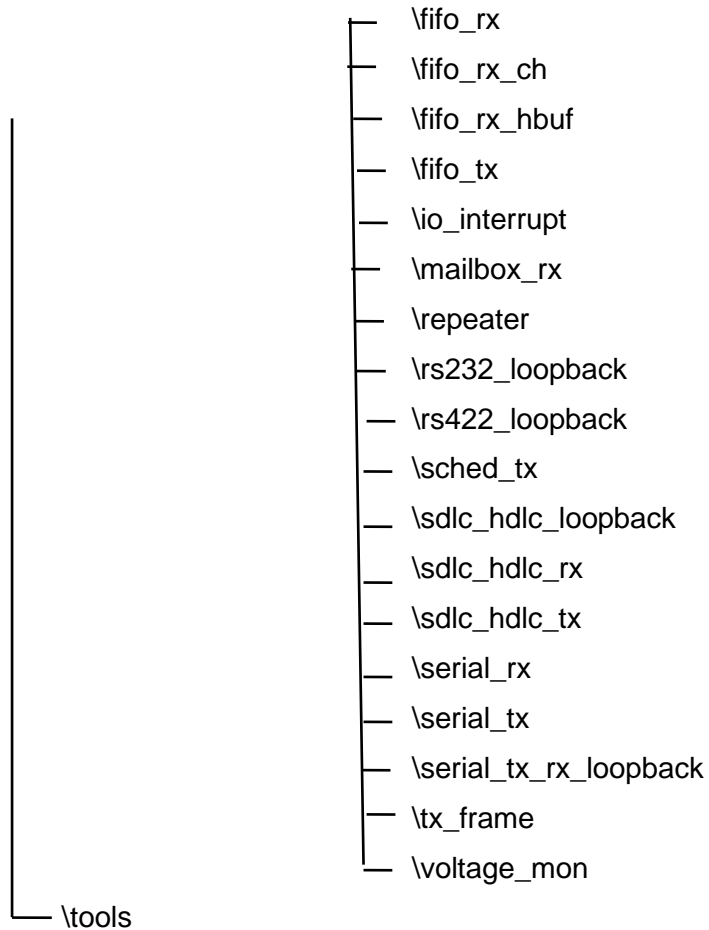 \fifo_rx
\fifo_rx_ch
\fifo_rx_hbuf
\fifo_tx
\io_interrupt
\mailbox_rx
\repeater
\rs232_loopback
\rs422_loopback
\sched_tx
\sdlc_hdlc_loopback
\sdlc_hdlc_rx
\sdlc_hdlc_tx
\serial_rx
\serial_tx
\serial_tx_rx_loopback
\tx_frame
\voltage_mon
\tools